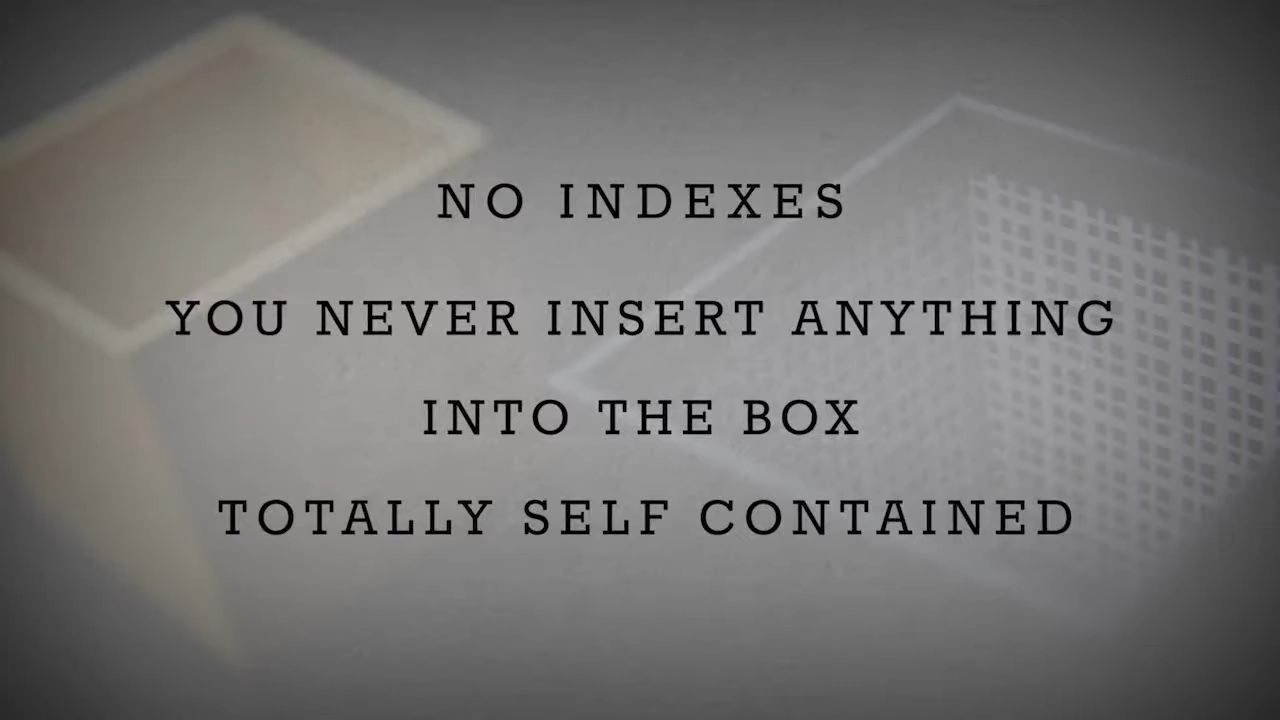 NO INDEXES
YOU NEVER INSERT ANYTHING
INTO THE BOX
TOTALLY SELF CONTAINED